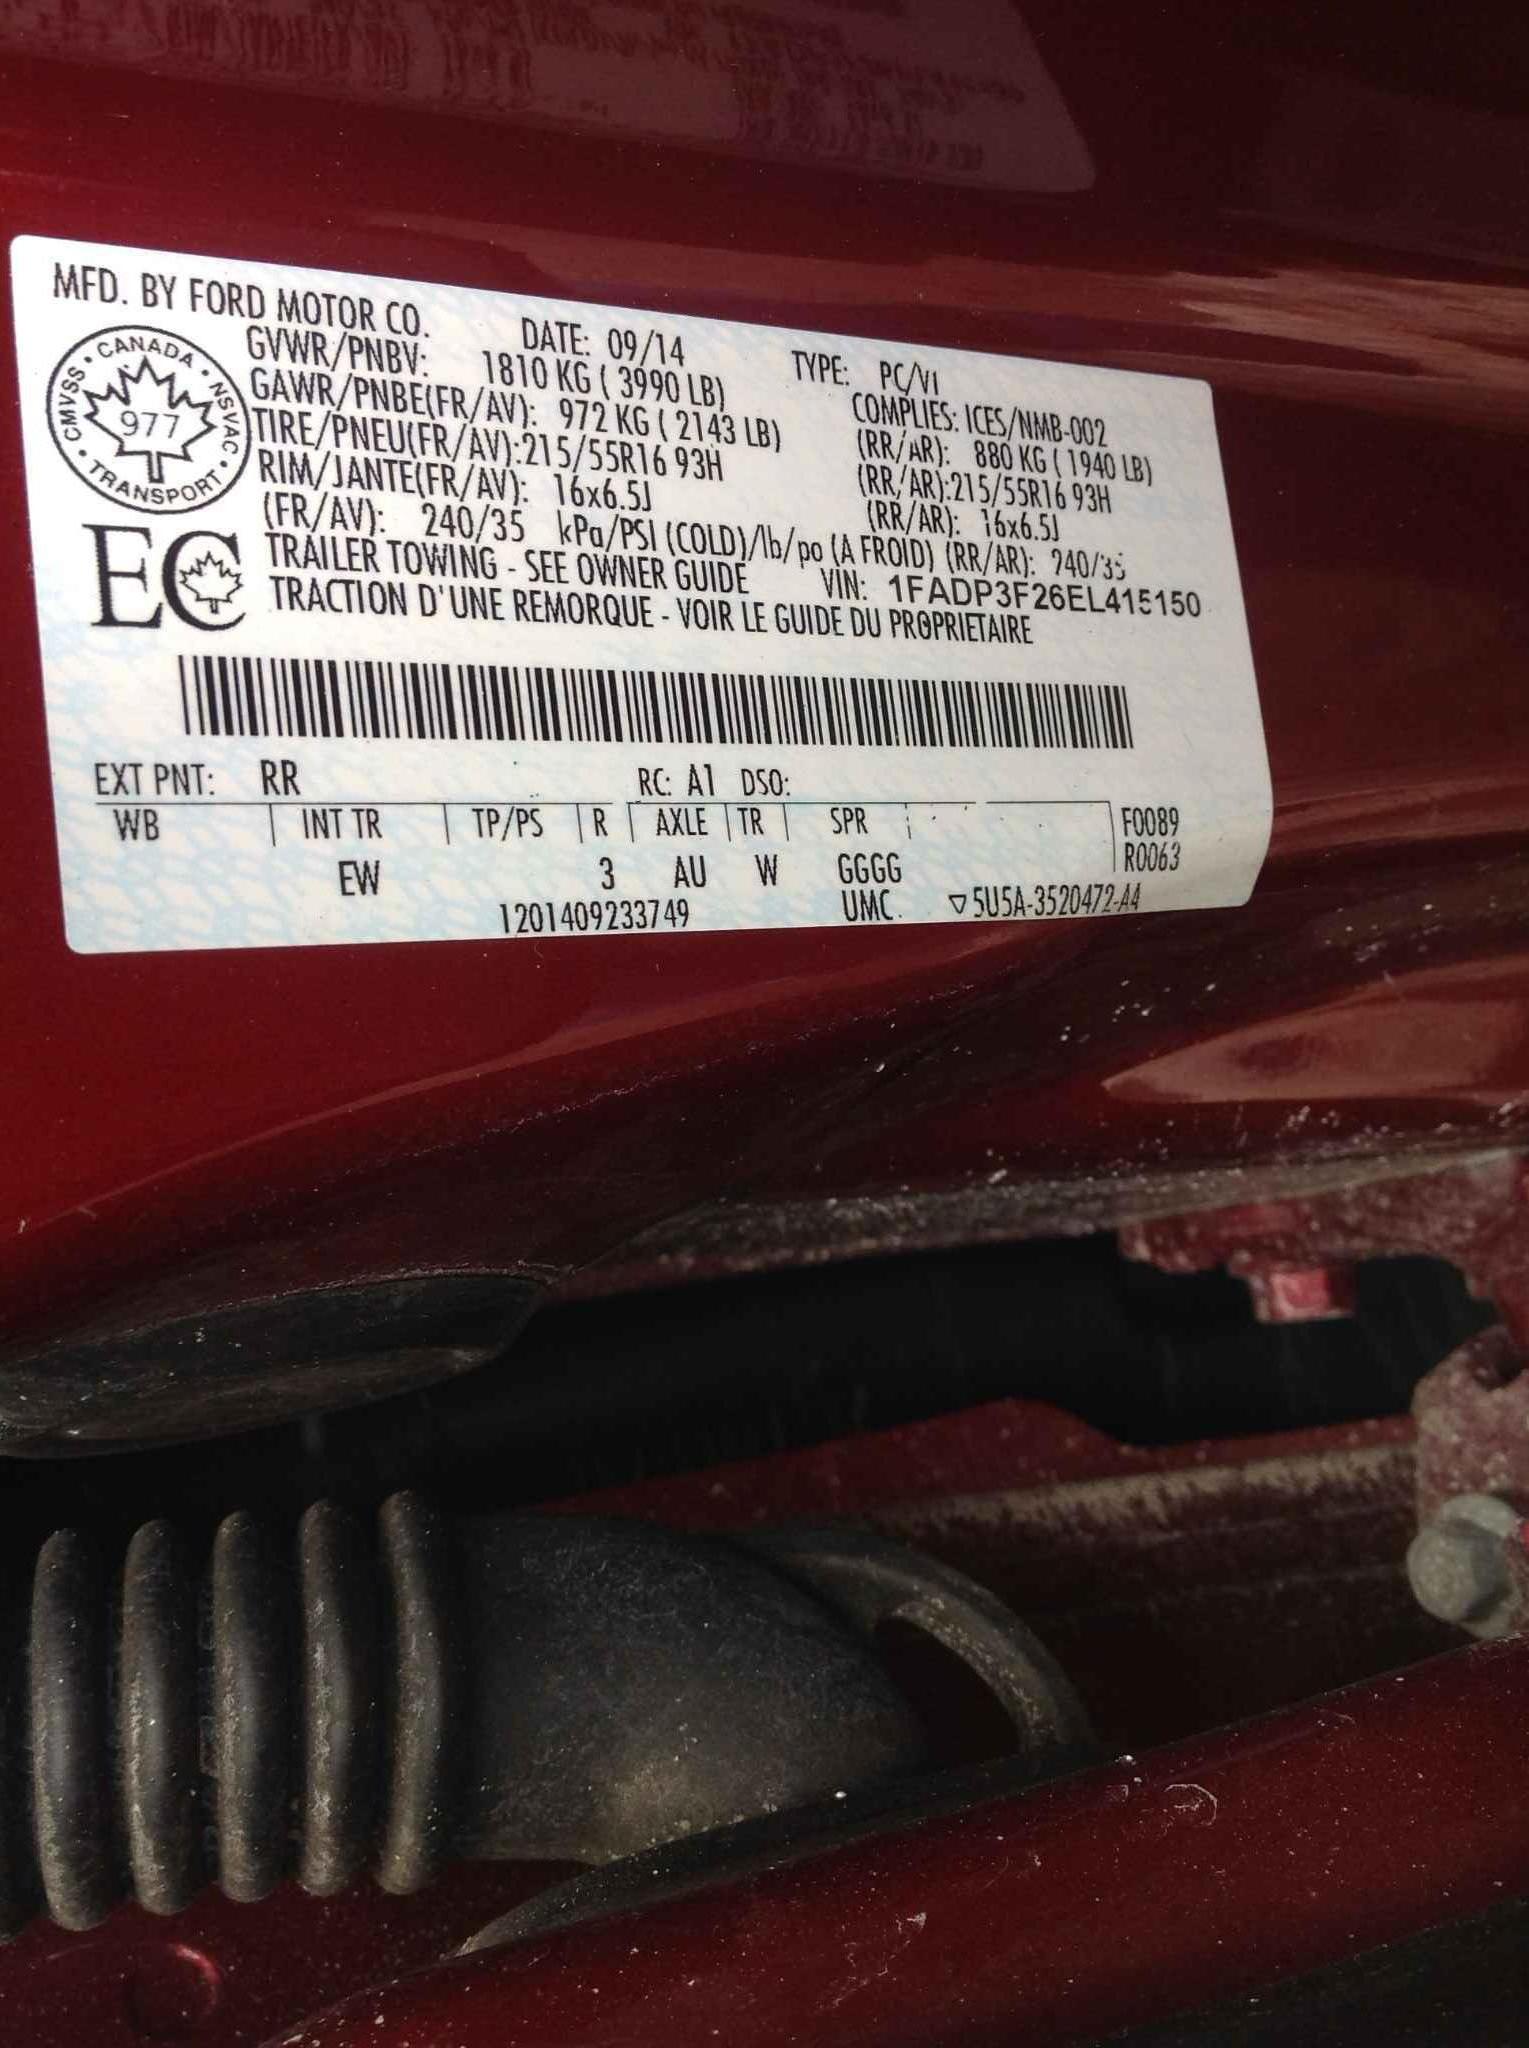 MFD. BY FORD MOTOR CO. DATE: 09/14 TYPE: PC/VI
GVWR/PNBV: 1810 KG ( 3990 LB) COMPLIES: ICES/NMB-002
GAWR/PNBE(FR/AV): 972 KG ( 2143 LB) (RR/AR): 880 KG ( 1940 LB)
TIRE/PNEU(FR/AV):215/55R16 93H (RR/AR):215/55R16 93H
RIM/JANTE(FR/AV): 16x6.5J (RR/AR): 16x6.5J
(FR/AV): 240/35 kPa/PSI (COLD)/lb/po (A FROID) (RR/AR): 240/35
TRAILER TOWING - SEE OWNER GUIDE VIN: 1FADP3F26EL415150
TRACTION D'UNE REMORQUE - VOIR LE GUIDE DU PROPRIETAIRE
CANADA · NSVAC · TRANSPORT · CMVSS
977
EC
EXT PNT: RR RC: A1 DSO:
WB INT TR TP/PS R AXLE TR SPR F0089
EW 3 AU W GGGG R0063
1201409233749 UMC ▽5U5A-3520472-A4